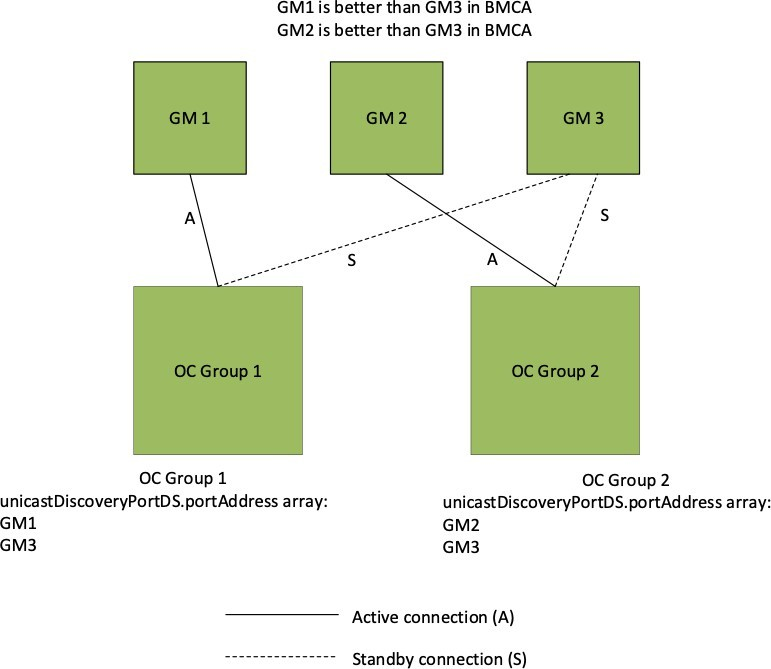 GM1 is better than GM3 in BMCA
GM2 is better than GM3 in BMCA
GM 1
GM 2
GM 3
A
S
S
A
OC Group 1
OC Group 2
OC Group 1
unicastDiscoveryPortDS.portAddress array:
GM1
GM3
OC Group 2
unicastDiscoveryPortDS.portAddress array:
GM2
GM3
Active connection (A)
Standby connection (S)